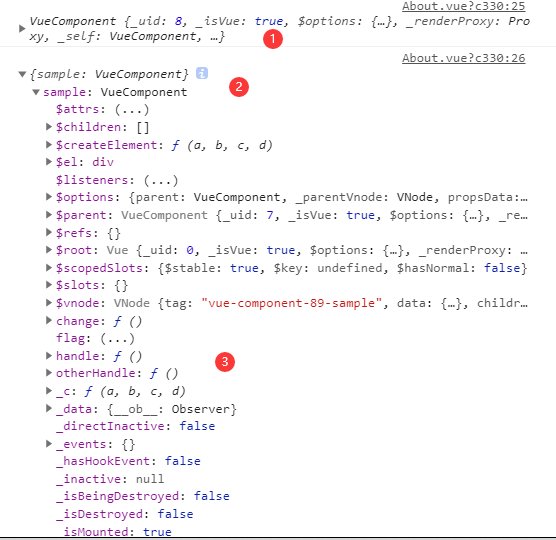 About.vue?c330:25
VueComponent {_uid: 8, _isVue: true, $options: {…}, _renderProxy: Pro
xy, _self: VueComponent, …}
1
About.vue?c330:26
{sample: VueComponent} i
2
sample: VueComponent
$attrs: (...)
$children: []
$createElement: ƒ (a, b, c, d)
$el: div
$listeners: (...)
$options: {parent: VueComponent, _parentVnode: VNode, propsData:…
$parent: VueComponent {_uid: 7, _isVue: true, $options: {…}, _re…
$refs: {}
$root: Vue {_uid: 0, _isVue: true, $options: {…}, _renderProxy: …
$scopedSlots: {$stable: true, $key: undefined, $hasNormal: false}
$slots: {}
$vnode: VNode {tag: "vue-component-89-sample", data: {…}, childr…
change: ƒ ()
flag: (...)
handle: ƒ ()
3
otherHandle: ƒ ()
_c: ƒ (a, b, c, d)
_data: {__ob__: Observer}
_directInactive: false
_events: {}
_hasHookEvent: false
_inactive: null
_isBeingDestroyed: false
_isDestroyed: false
_isMounted: true